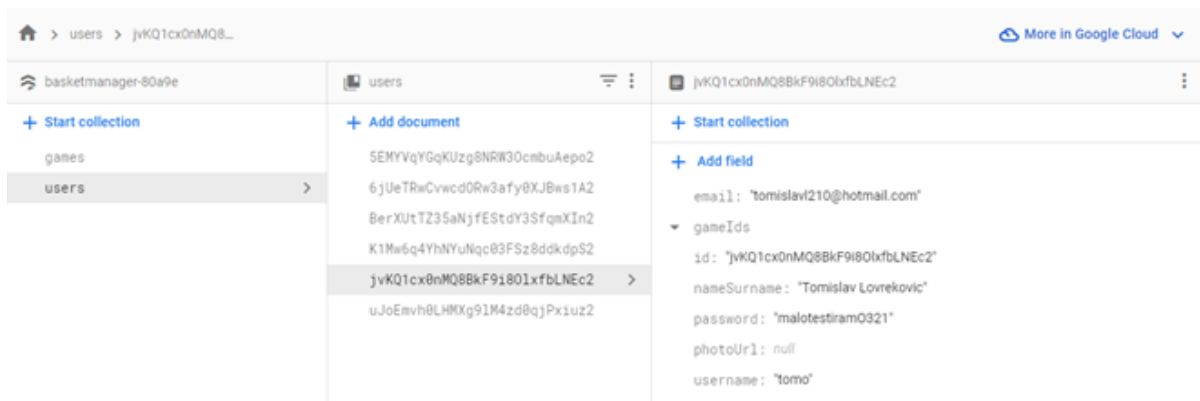 users > jvKQ1cx0nMQ8… More in Google Cloud
basketmanager-80a9e
+ Start collection
games
users
users
+ Add document
5EMYVqYGqKUzg8NRW3OcmbuAepo2
6jUeTRwCvwcdORw3afy0XJBws1A2
BerXUtTZ35aNjfEStdY3SfqmXIn2
K1Mw6q4YhNYuNqc03FSz8ddkdpS2
jvKQ1cx0nMQ8BkF9i8OlxfbLNEc2
uJoEmvh0LHMXg9lM4zd0qjPxiuz2
jvKQ1cx0nMQ8BkF9i8OlxfbLNEc2
+ Start collection
+ Add field
email: "tomislavl210@hotmail.com"
gameIds
id: "jvKQ1cx0nMQ8BkF9i8OlxfbLNEc2"
nameSurname: "Tomislav Lovrekovic"
password: "malotestiram0321"
photoUrl: null
username: "tomo"